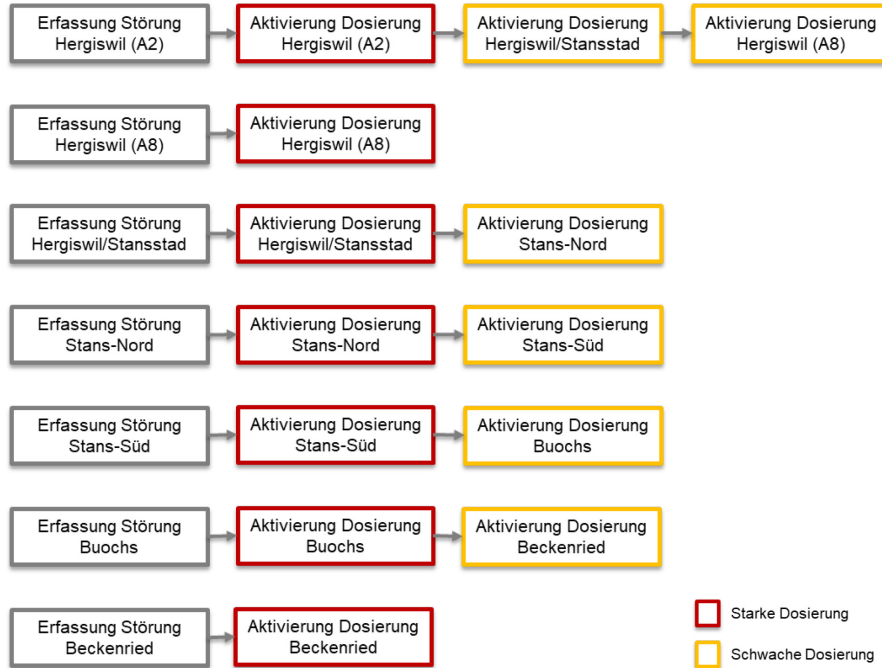 Erfassung Störung
Hergiswil (A2)
Aktivierung Dosierung
Hergiswil (A2)
Aktivierung Dosierung
Hergiswil/Stansstad
Aktivierung Dosierung
Hergiswil (A8)
Erfassung Störung
Hergiswil (A8)
Aktivierung Dosierung
Hergiswil (A8)
Erfassung Störung
Hergiswil/Stansstad
Aktivierung Dosierung
Hergiswil/Stansstad
Aktivierung Dosierung
Stans-Nord
Erfassung Störung
Stans-Nord
Aktivierung Dosierung
Stans-Nord
Aktivierung Dosierung
Stans-Süd
Erfassung Störung
Stans-Süd
Aktivierung Dosierung
Stans-Süd
Aktivierung Dosierung
Buochs
Erfassung Störung
Buochs
Aktivierung Dosierung
Buochs
Aktivierung Dosierung
Beckenried
Erfassung Störung
Beckenried
Aktivierung Dosierung
Beckenried
Starke Dosierung
Schwache Dosierung